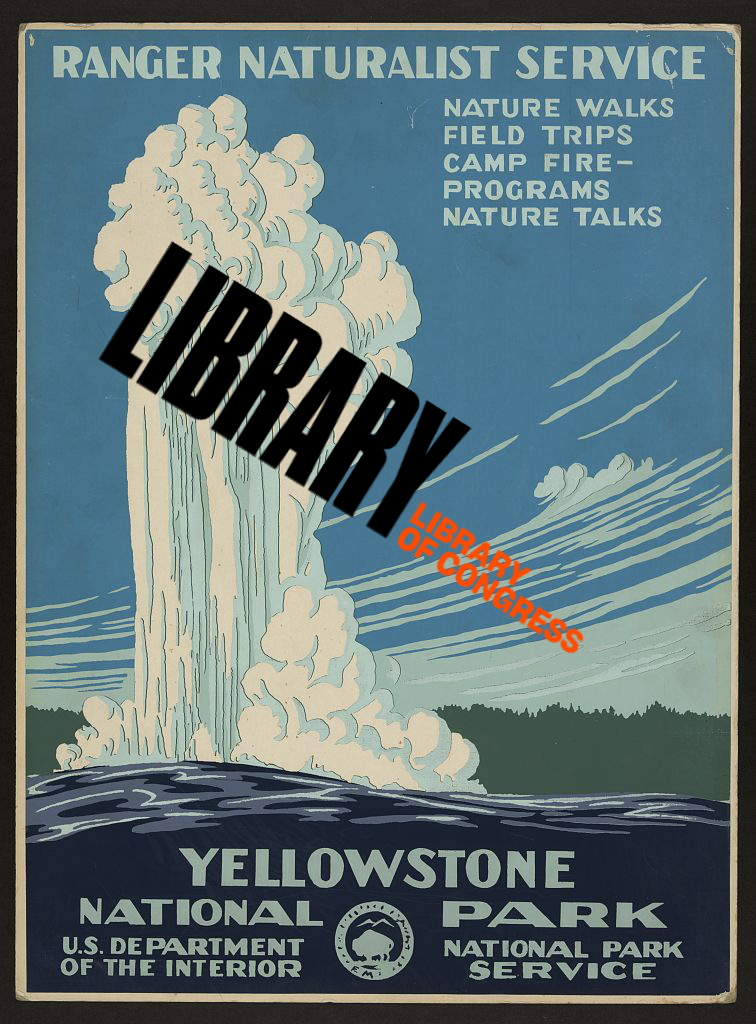 RANGER NATURALIST SERVICE
NATURE WALKS
FIELD TRIPS
CAMP FIRE–
PROGRAMS
NATURE TALKS
LIBRARY
LIBRARY
OF CONGRESS
YELLOWSTONE
NATIONAL PARK
U.S. DEPARTMENT
OF THE INTERIOR
NATIONAL PARK
SERVICE